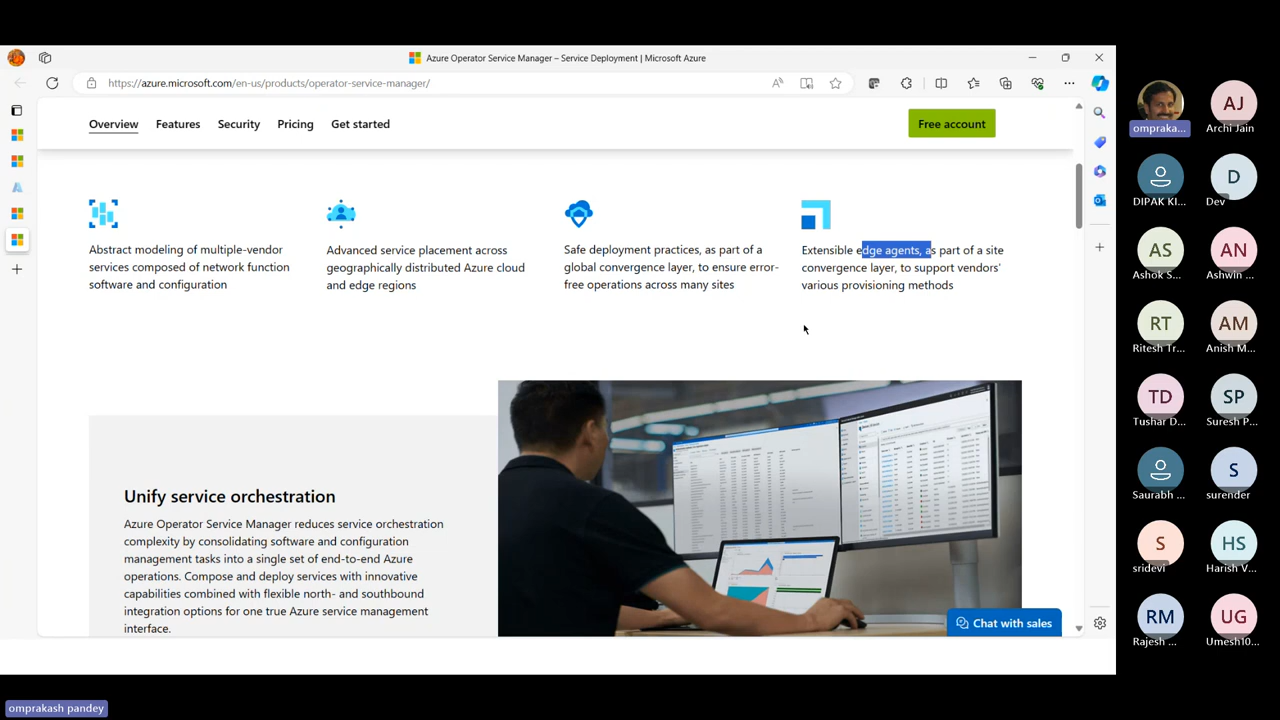 Azure Operator Service Manager – Service Deployment | Microsoft Azure
https://azure.microsoft.com/en-us/products/operator-service-manager/
Overview
Features
Security
Pricing
Get started
Free account
Abstract modeling of multiple-vendor
services composed of network function
software and configuration
Advanced service placement across
geographically distributed Azure cloud
and edge regions
Safe deployment practices, as part of a
global convergence layer, to ensure error-
free operations across many sites
Extensible edge agents, as part of a site
convergence layer, to support vendors'
various provisioning methods
Unify service orchestration
Azure Operator Service Manager reduces service orchestration
complexity by consolidating software and configuration
management tasks into a single set of end-to-end Azure
operations. Compose and deploy services with innovative
capabilities combined with flexible north- and southbound
integration options for one true Azure service management
interface.
Chat with sales
ompraka...
AJ
Archi Jain
DIPAK KI...
D
Dev
AS
Ashok S...
AN
Ashwin ...
RT
Ritesh Tr...
AM
Anish M...
TD
Tushar D...
SP
Suresh P...
Saurabh ...
S
surender
S
sridevi
HS
Harish V...
RM
Rajesh ...
UG
Umesh10...
omprakash pandey